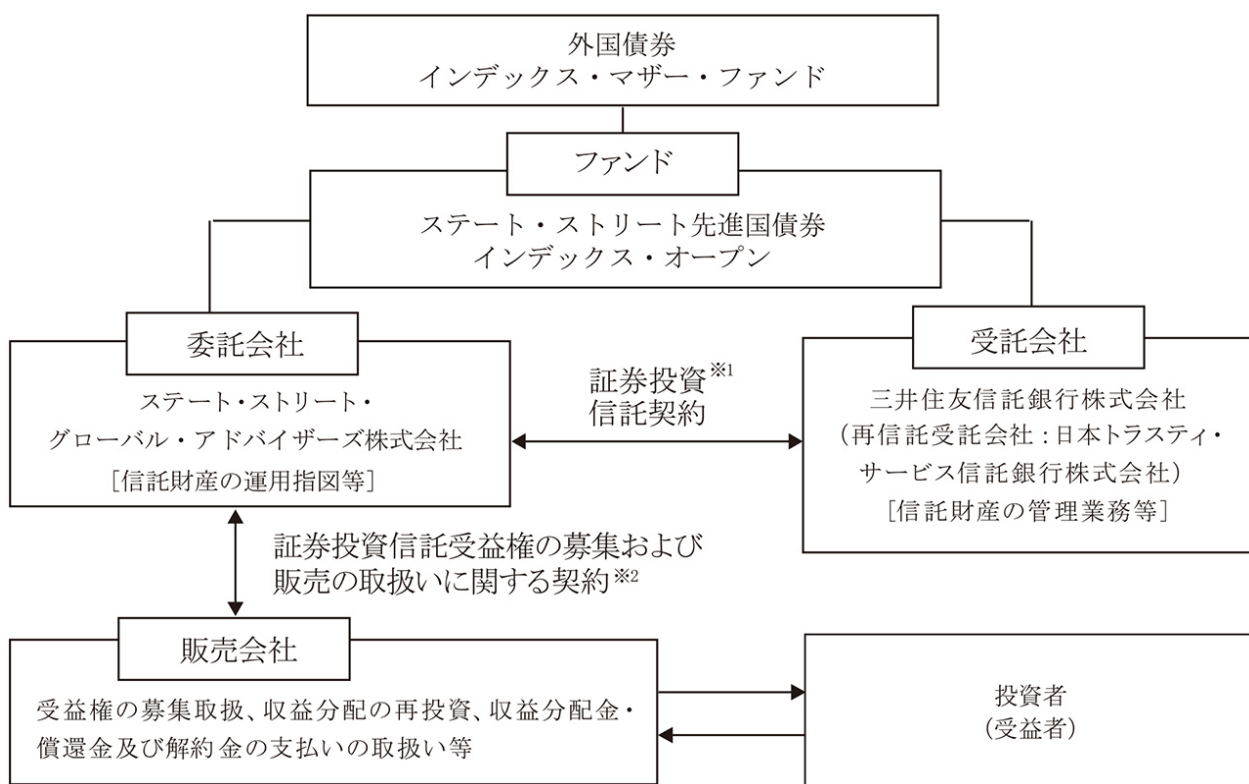 外国債券
インデックス・マザー・ファンド
ファンド
ステート・ストリート先進国債券
インデックス・オープン
委託会社
ステート・ストリート・
グローバル・アドバイザーズ株式会社
［信託財産の運用指図等］
証券投資※1
信託契約
受託会社
三井住友信託銀行株式会社
（再信託受託会社：日本トラスティ・
サービス信託銀行株式会社）
［信託財産の管理業務等］
証券投資信託受益権の募集および
販売の取扱いに関する契約※2
販売会社
受益権の募集取扱、収益分配の再投資、収益分配金・
償還金及び解約金の支払いの取扱い等
投資者
（受益者）